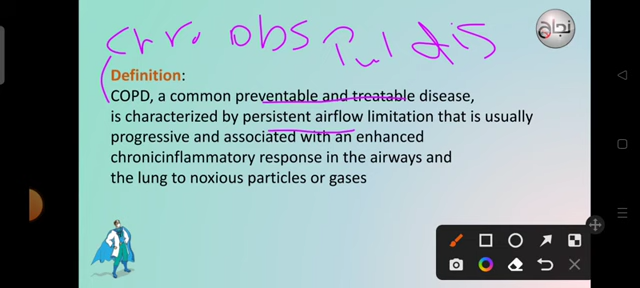 Chro obs Pul dis
نجاح
Definition:
COPD, a common preventable and treatable disease,
is characterized by persistent airflow limitation that is usually
progressive and associated with an enhanced
chronicinflammatory response in the airways and
the lung to noxious particles or gases